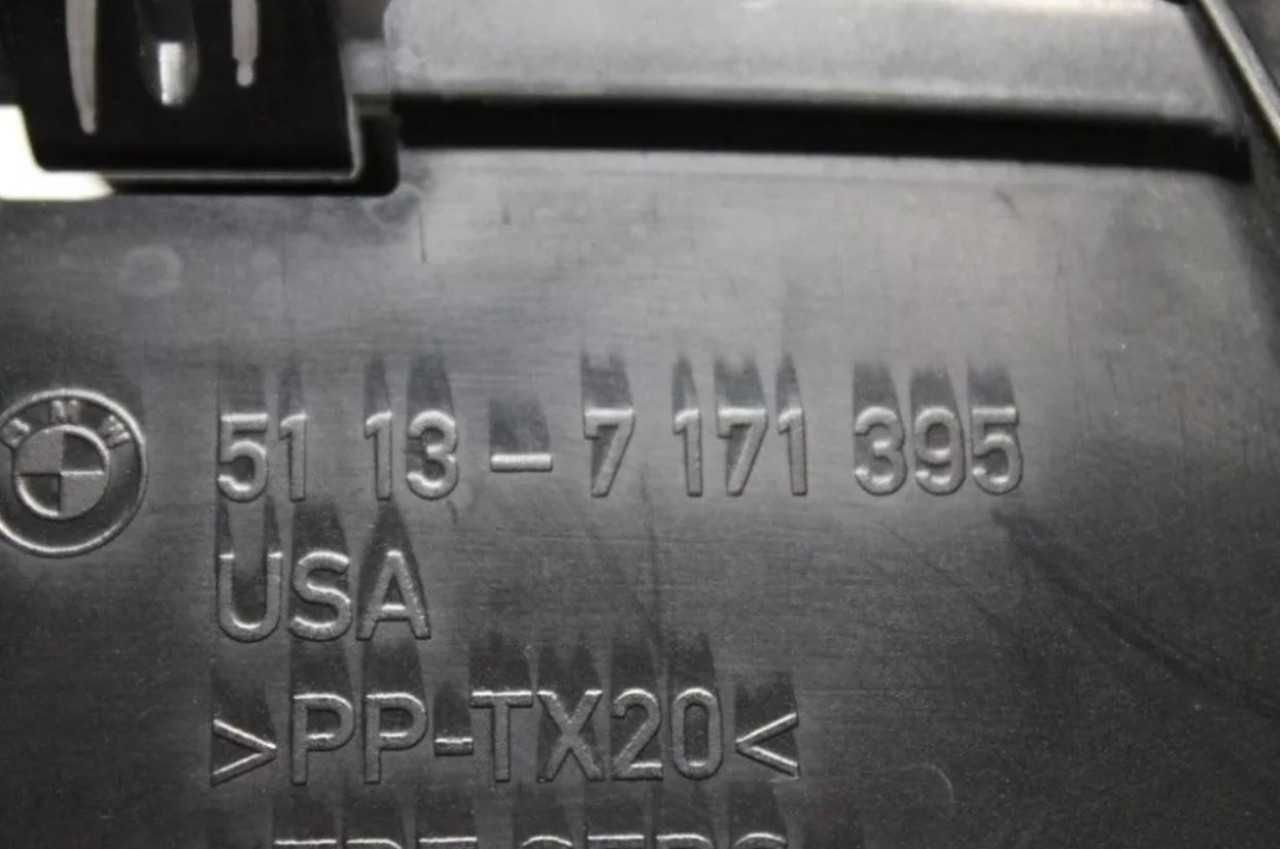 BMW
51 13 - 7 171 395
USA
>PP-TX20<